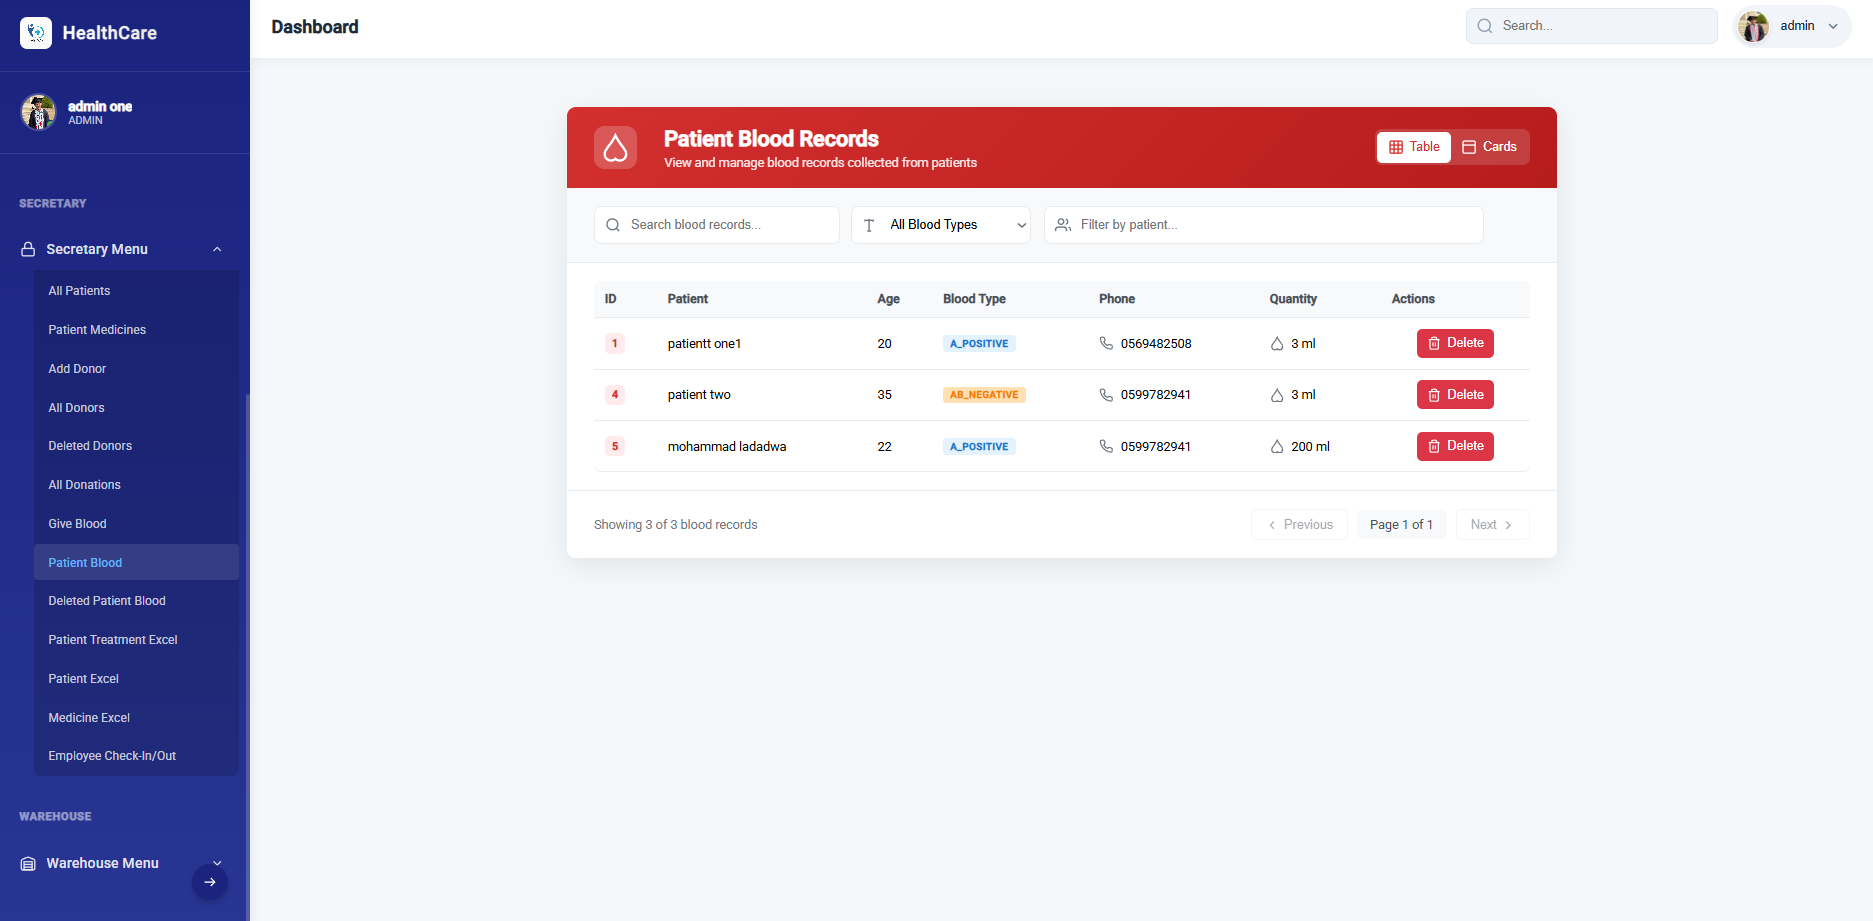 HealthCare
admin one
ADMIN
SECRETARY
Secretary Menu
All Patients
Patient Medicines
Add Donor
All Donors
Deleted Donors
All Donations
Give Blood
Patient Blood
Deleted Patient Blood
Patient Treatment Excel
Patient Excel
Medicine Excel
Employee Check-In/Out
WAREHOUSE
Warehouse Menu
Dashboard
Search...
admin
Patient Blood Records
View and manage blood records collected from patients
Table
Cards
Search blood records...
All Blood Types
Filter by patient...
ID Patient Age Blood Type Phone Quantity Actions
1 patientt one1 20 A_POSITIVE 0569482508 3 ml Delete
4 patient two 35 AB_NEGATIVE 0599782941 3 ml Delete
5 mohammad ladadwa 22 A_POSITIVE 0599782941 200 ml Delete
Showing 3 of 3 blood records
Previous
Page 1 of 1
Next